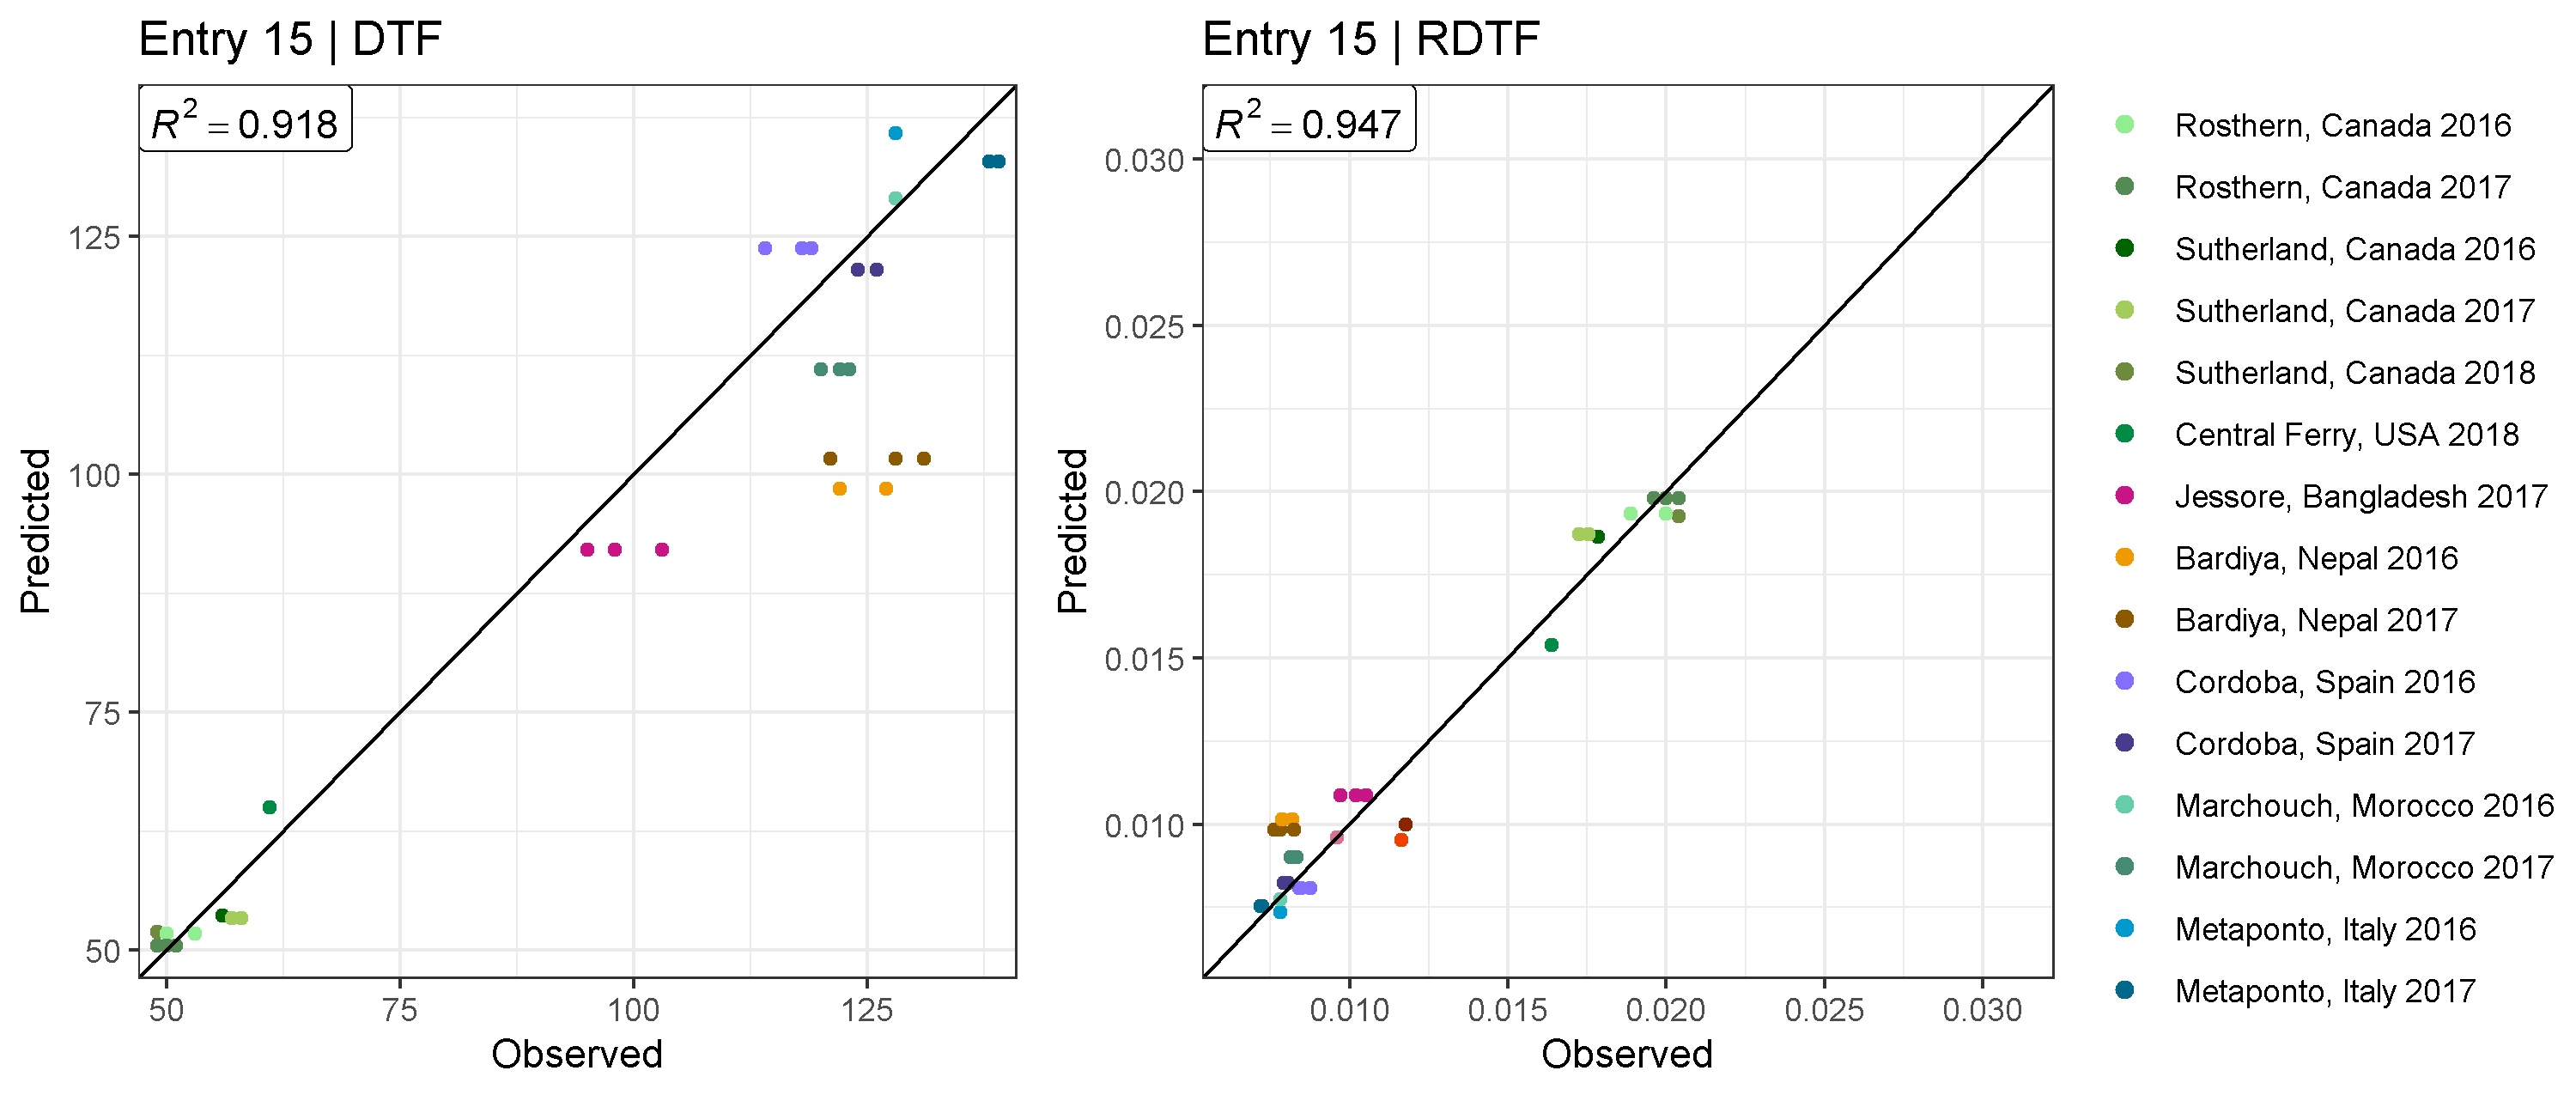 Entry 15 | DTF
R² = 0.918
125
100
75
50
50 75 100 125
Observed
Predicted
Entry 15 | RDTF
R² = 0.947
0.030
0.025
0.020
0.015
0.010
0.010 0.015 0.020 0.025 0.030
Observed
Predicted
Rosthern, Canada 2016
Rosthern, Canada 2017
Sutherland, Canada 2016
Sutherland, Canada 2017
Sutherland, Canada 2018
Central Ferry, USA 2018
Jessore, Bangladesh 2017
Bardiya, Nepal 2016
Bardiya, Nepal 2017
Cordoba, Spain 2016
Cordoba, Spain 2017
Marchouch, Morocco 2016
Marchouch, Morocco 2017
Metaponto, Italy 2016
Metaponto, Italy 2017